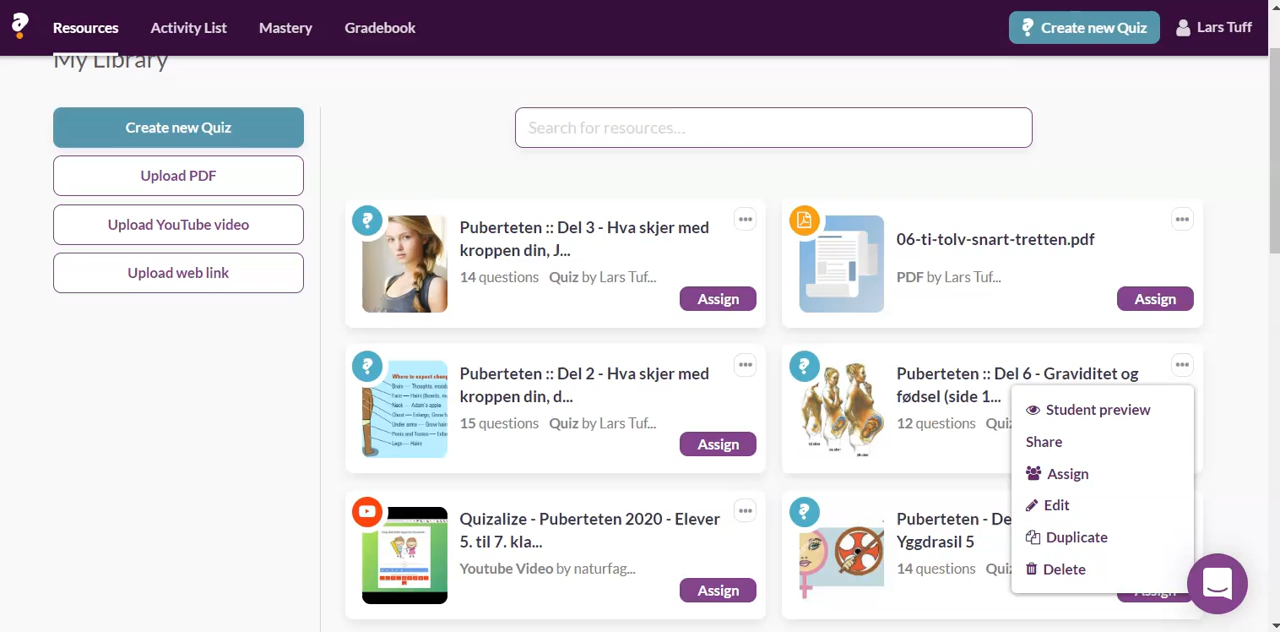 Resources
Activity List
Mastery
Gradebook
Create new Quiz
Lars Tuff
My Library
Create new Quiz
Upload PDF
Upload YouTube video
Upload web link
Search for resources...
Puberteten :: Del 3 - Hva skjer med
kroppen din, J...
14 questions Quiz by Lars Tuf...
Assign
06-ti-tolv-snart-tretten.pdf
PDF by Lars Tuf...
Assign
Puberteten :: Del 2 - Hva skjer med
kroppen din, d...
15 questions Quiz by Lars Tuf...
Assign
Puberteten :: Del 6 - Graviditet og
fødsel (side 1...
12 questions Quiz
Student preview
Share
Assign
Edit
Duplicate
Delete
Quizalize - Puberteten 2020 - Elever
5. til 7. kla...
Youtube Video by naturfag...
Assign
Puberteten - De
Yggdrasil 5
14 questions Quiz
Assign